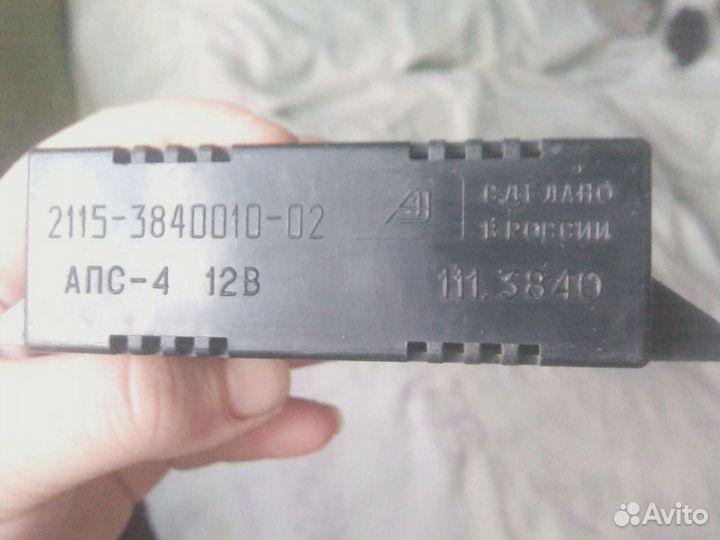 2115-3840010-02
АПС-4 12В
СДЕЛАНО
В РОССИИ
111.3840
Avito